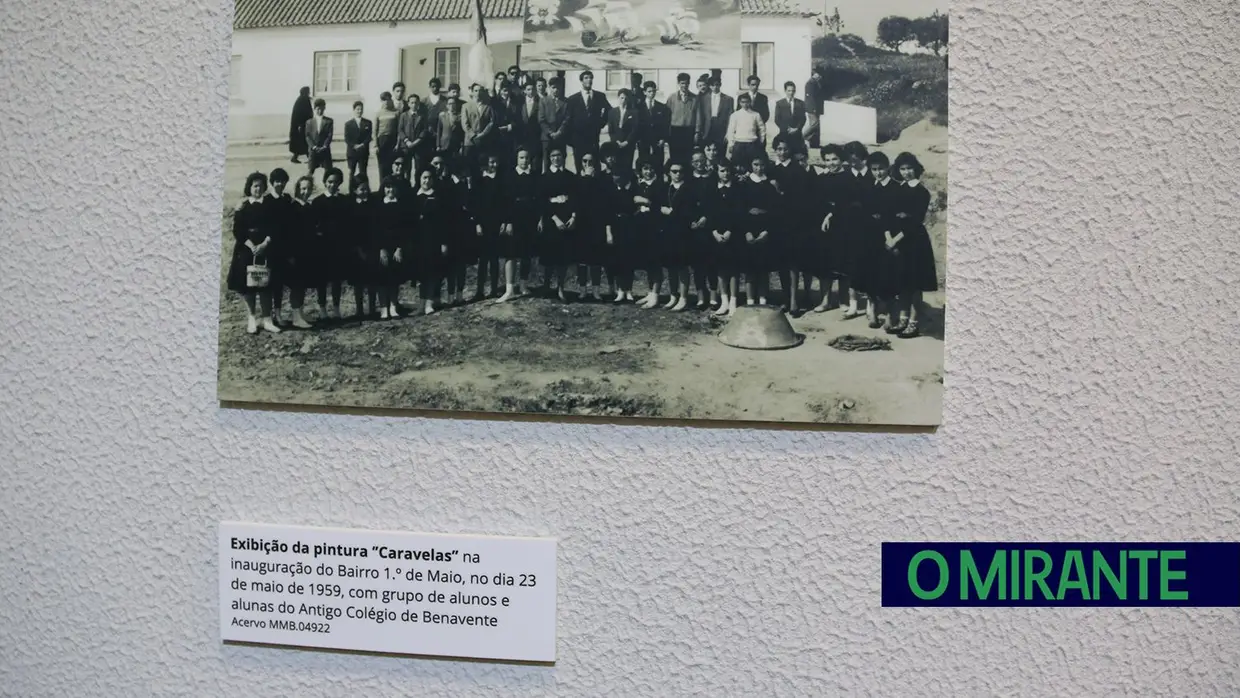 Exibição da pintura “Caravelas” na
inauguração do Bairro 1.º de Maio, no dia 23
de maio de 1959, com grupo de alunos e
alunas do Antigo Colégio de Benavente
Acervo MMB.04922
O MIRANTE